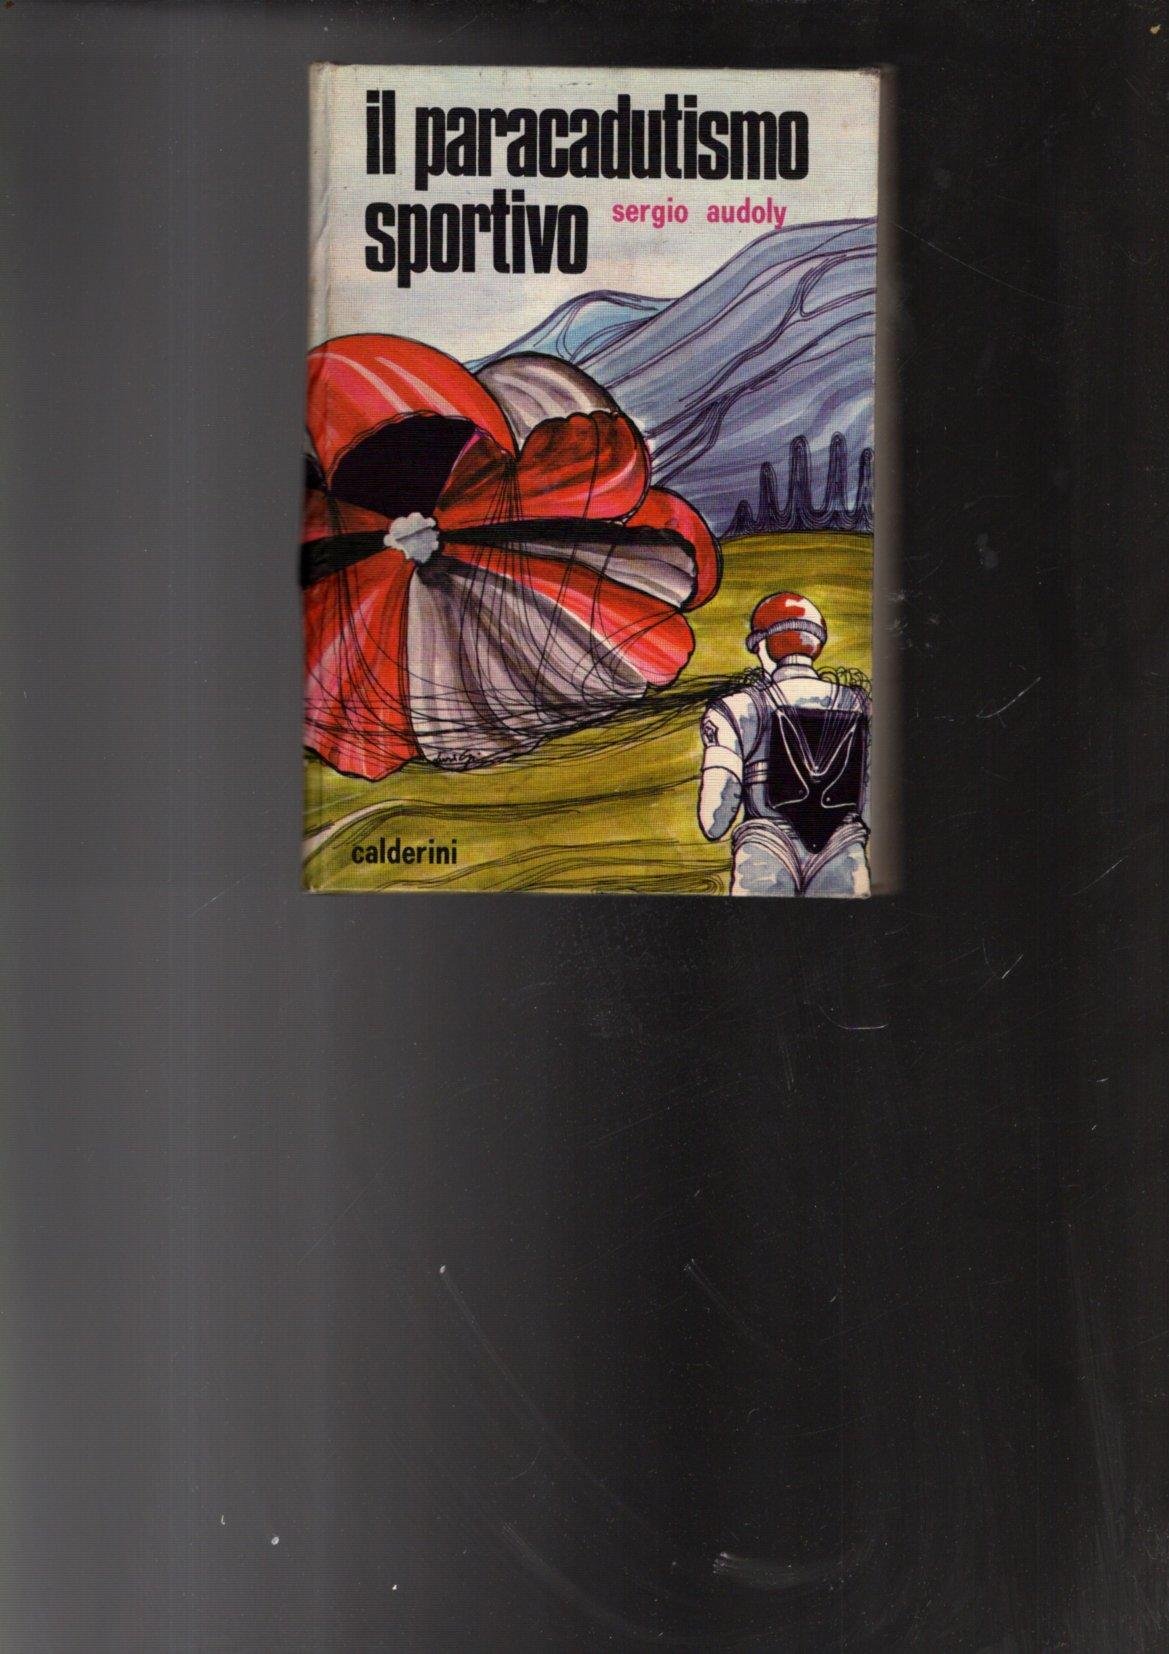 il paracadutismo
sportivo
sergio audoly
calderini